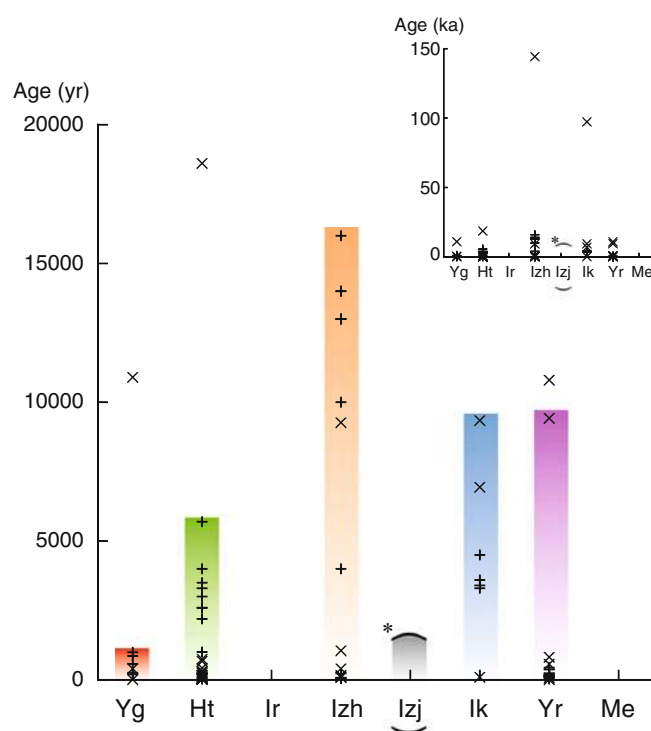 Age (ka)
150
100
50
0
*
Yg Ht Ir Izh Izj Ik Yr Me
Age (yr)
20000
15000
10000
5000
0
*
Yg Ht Ir Izh Izj Ik Yr Me